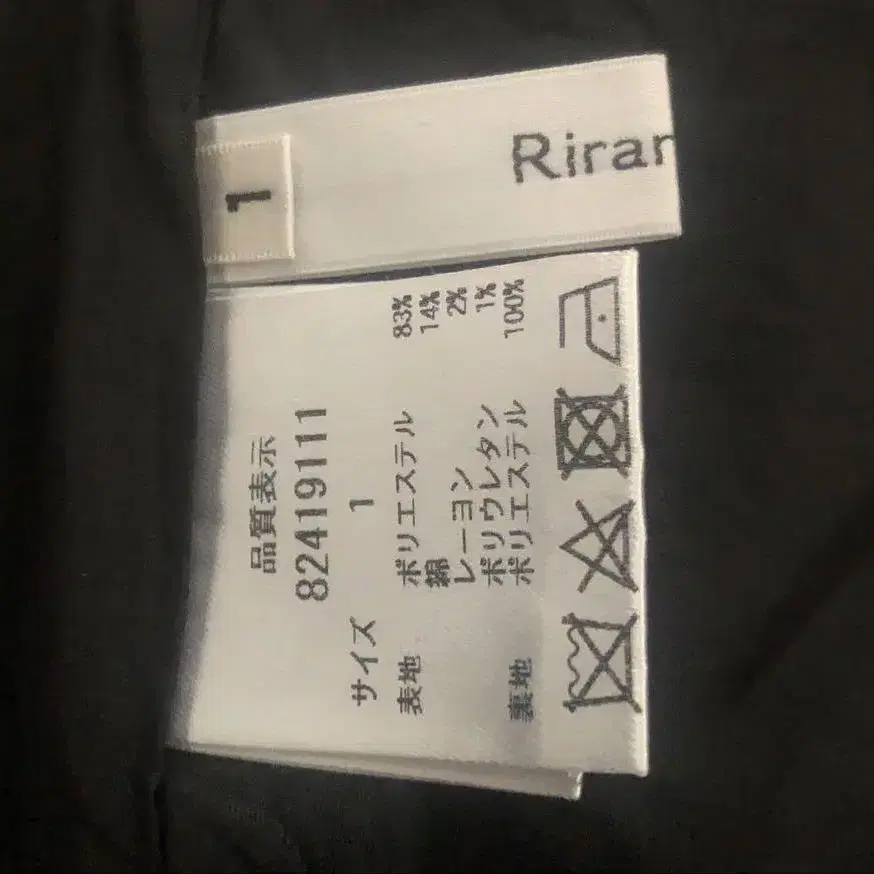 Riran
1
品質表示
82419111
サイズ 1
表地 ポリエステル 83%
綿 14%
レーヨン 2%
ポリウレタン 1%
裏地 ポリエステル 100%